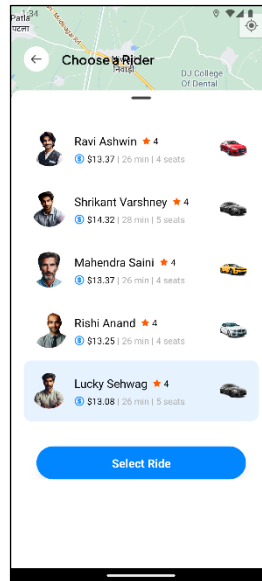 1:34
Patla
पटला
Modinagar Rd
Choose a Rider
निवाड़ी
DJ College
Of Dental
Ravi Ashwin ★ 4
$ $13.37 | 26 min | 4 seats
Shrikant Varshney ★ 4
$ $14.32 | 28 min | 5 seats
Mahendra Saini ★ 4
$ $13.37 | 26 min | 4 seats
Rishi Anand ★ 4
$ $13.25 | 26 min | 4 seats
Lucky Sehwag ★ 4
$ $13.08 | 26 min | 5 seats
Select Ride